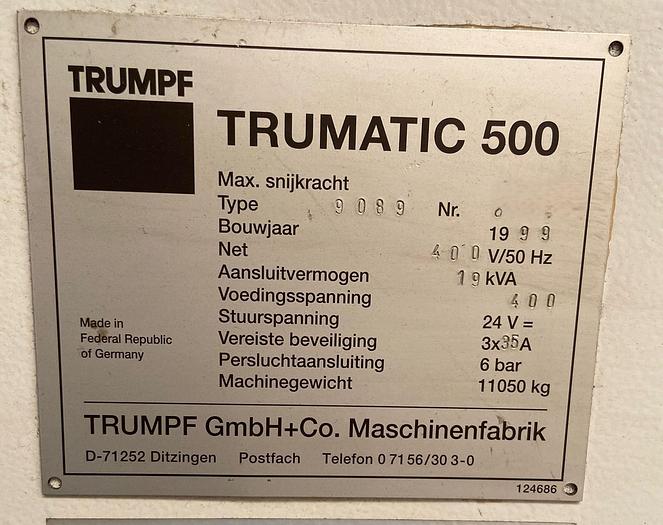 TRUMPF
TRUMATIC 500
Max. snijkracht
Type 9089 Nr.
Bouwjaar 1999
Net 400 V/50 Hz
Aansluitvermogen 19 kVA
Voedingsspanning 400
Stuurspanning 24 V =
Vereiste beveiliging 3x35A
Persluchtaansluiting 6 bar
Machinegewicht 11050 kg
Made in
Federal Republic
of Germany
TRUMPF GmbH+Co. Maschinenfabrik
D-71252 Ditzingen Postfach Telefon 0 71 56/30 3-0
124686